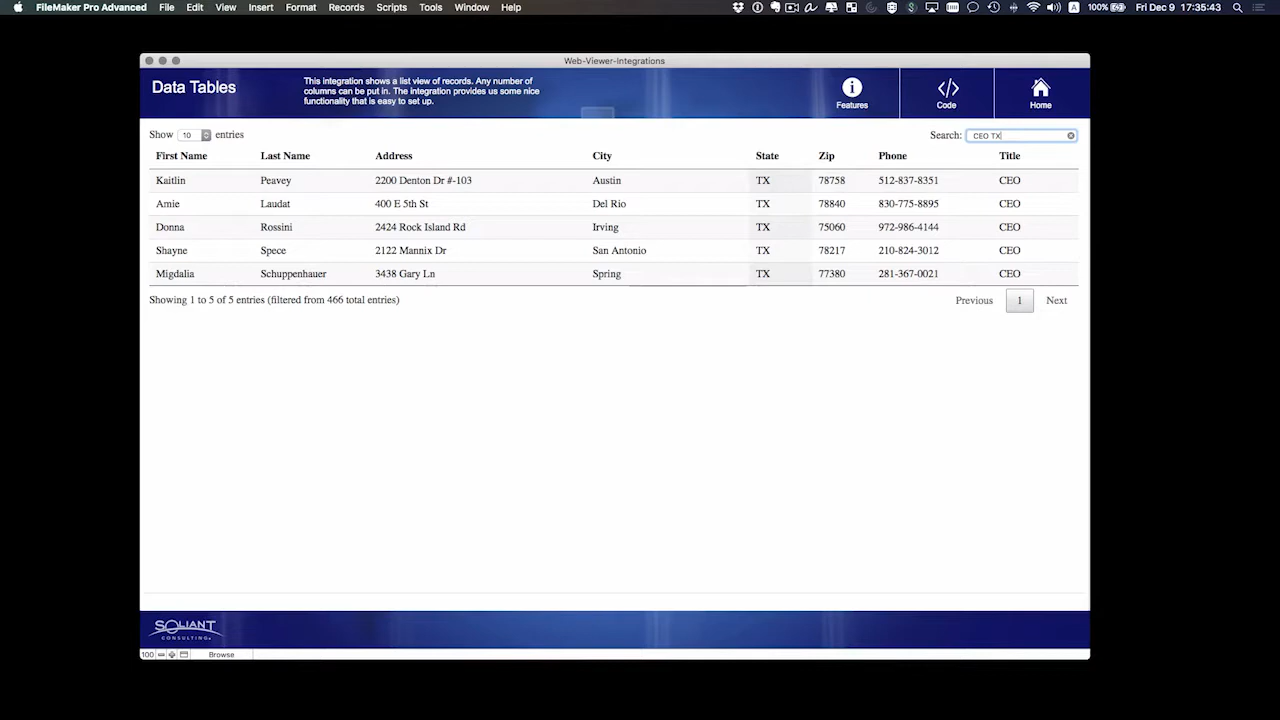 FileMaker Pro Advanced File Edit View Insert Format Records Scripts Tools Window Help 100% Fri Dec 9 17:35:43
Web-Viewer-Integrations
Data Tables
This integration shows a list view of records. Any number of
columns can be put in. The integration provides us some nice
functionality that is easy to set up.
Features
Code
Home
Show 10 entries
Search: CEO TX
First Name Last Name Address City State Zip Phone Title
Kaitlin Peavey 2200 Denton Dr #-103 Austin TX 78758 512-837-8351 CEO
Amie Laudat 400 E 5th St Del Rio TX 78840 830-775-8895 CEO
Donna Rossini 2424 Rock Island Rd Irving TX 75060 972-986-4144 CEO
Shayne Spece 2122 Mannix Dr San Antonio TX 78217 210-824-3012 CEO
Migdalia Schuppenhauer 3438 Gary Ln Spring TX 77380 281-367-0021 CEO
Showing 1 to 5 of 5 entries (filtered from 466 total entries)
Previous 1 Next
SOLIANT
CONSULTING
100 Browse